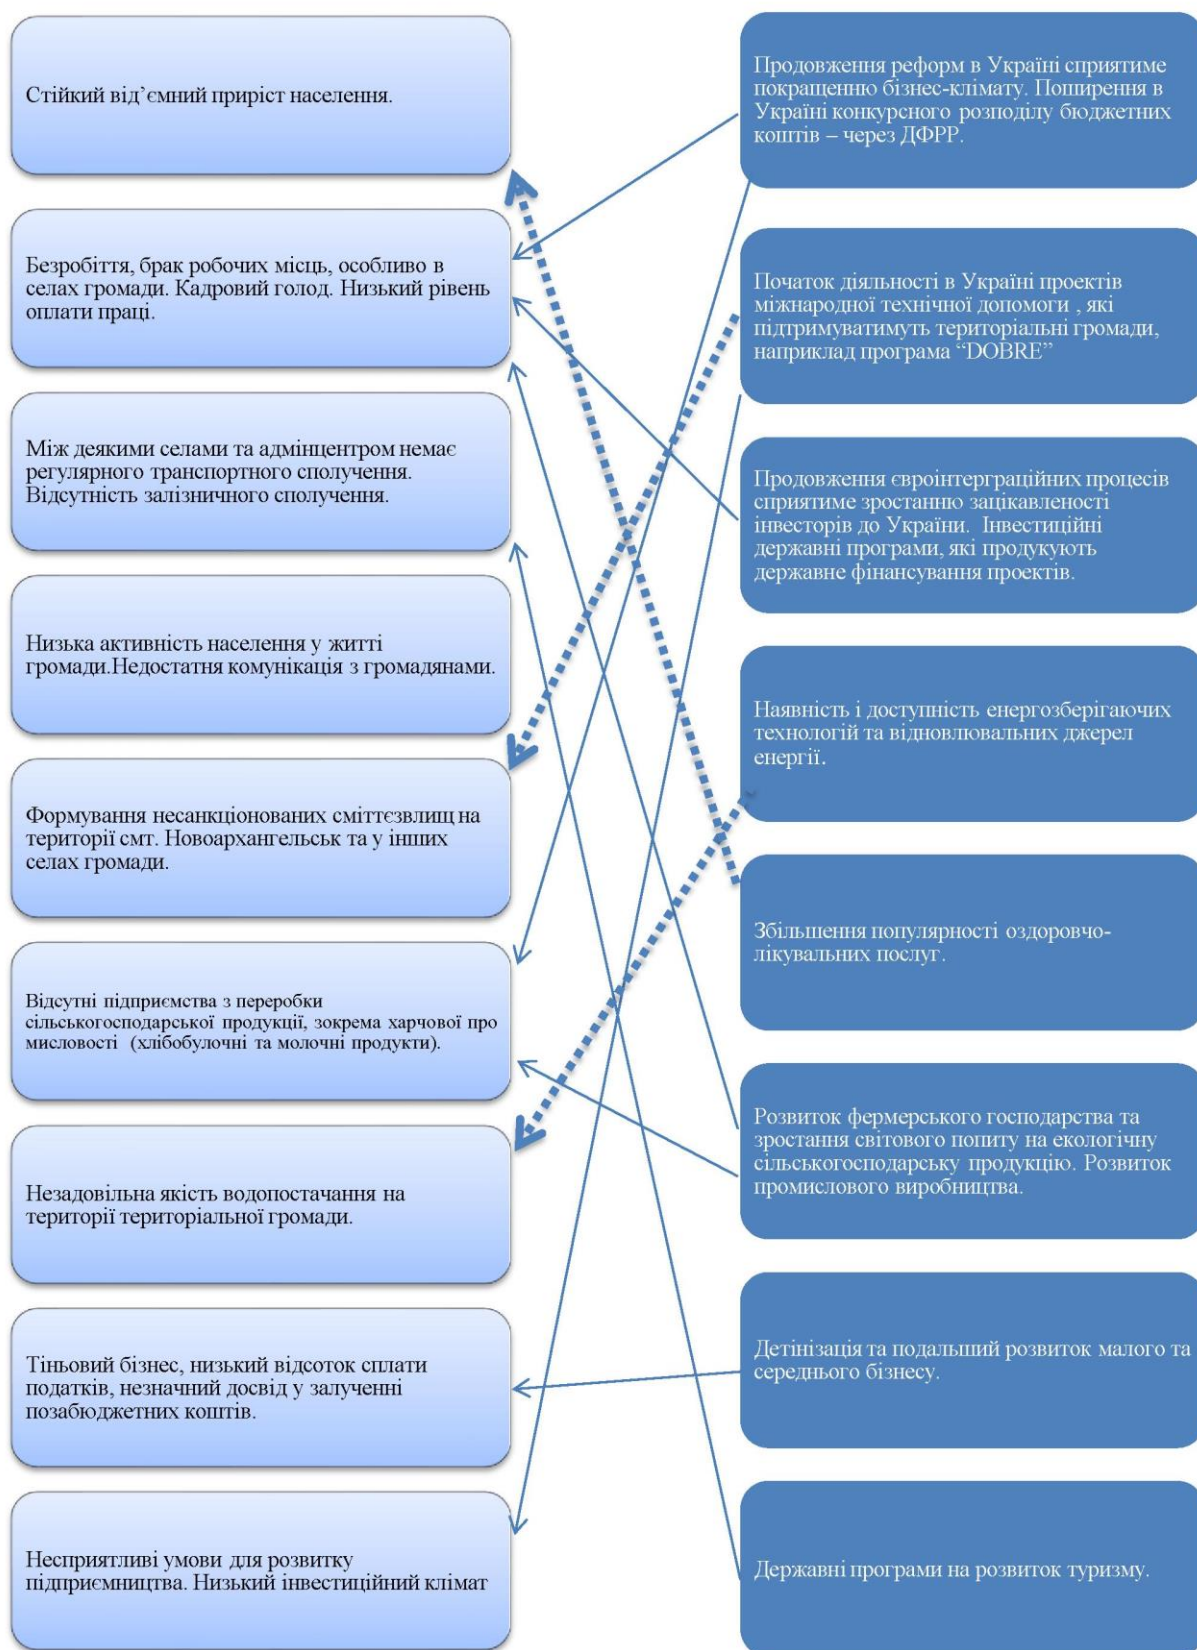 Стійкий від’ємний приріст населення.
Безробіття, брак робочих місць, особливо в
селах громади. Кадровий голод. Низький рівень
оплати праці.
Між деякими селами та адмінцентром немає
регулярного транспортного сполучення.
Відсутність залізничного сполучення.
Низька активність населення у житті
громади.Недостатня комунікація з громадянами.
Формування несанкціонованих сміттєзвлищ на
території смт. Новоархангельськ та у інших
селах громади.
Відсутні підприємства з переробки
сільськогосподарської продукції, зокрема харчової про
мисловості (хлібобулочні та молочні продукти).
Незадовільна якість водопостачання на
території територіальної громади.
Тіньовий бізнес, низький відсоток сплати
податків, незначний досвід у залученні
позабюджетних коштів.
Несприятливі умови для розвитку
підприємництва. Низький інвестиційний клімат
Продовження реформ в Україні сприятиме
покращенню бізнес-клімату. Поширення в
Україні конкурсного розподілу бюджетних
коштів – через ДФРР.
Початок діяльності в Україні проектів
міжнародної технічної допомоги , які
підтримуватимуть територіальні громади,
наприклад програма “DOBRE”
Продовження євроінтерграційних процесів
сприятиме зростанню зацікавленості
інвесторів до України. Інвестиційні
державні програми, які продукують
державне фінансування проектів.
Наявність і доступність енергозберігаючих
технологій та відновлювальних джерел
енергії.
Збільшення популярності оздоровчо-
лікувальних послуг.
Розвиток фермерського господарства та
зростання світового попиту на екологічну
сільськогосподарську продукцію. Розвиток
промислового виробництва.
Детінізація та подальший розвиток малого та
середнього бізнесу.
Державні програми на розвиток туризму.